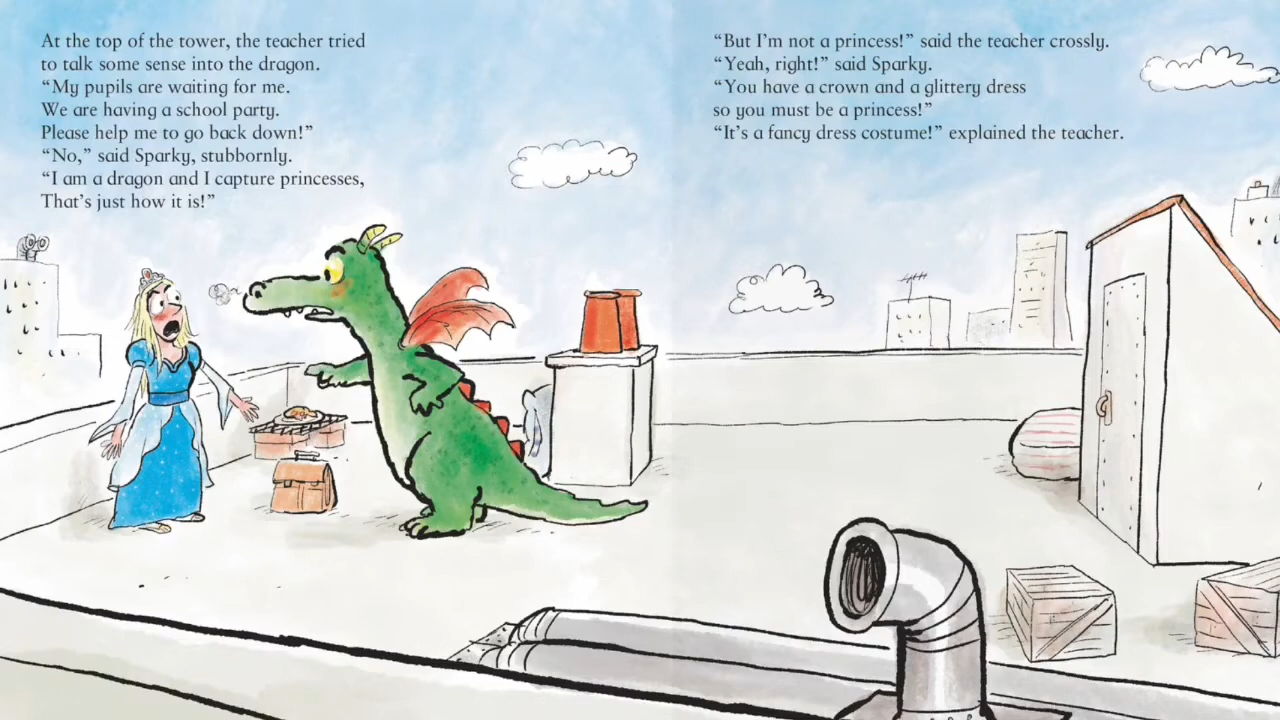 At the top of the tower, the teacher tried
to talk some sense into the dragon.
“My pupils are waiting for me.
We are having a school party.
Please help me to go back down!”
“No,” said Sparky, stubbornly.
“I am a dragon and I capture princesses,
That’s just how it is!”
“But I’m not a princess!” said the teacher crossly.
“Yeah, right!” said Sparky.
“You have a crown and a glittery dress
so you must be a princess!”
“It’s a fancy dress costume!” explained the teacher.